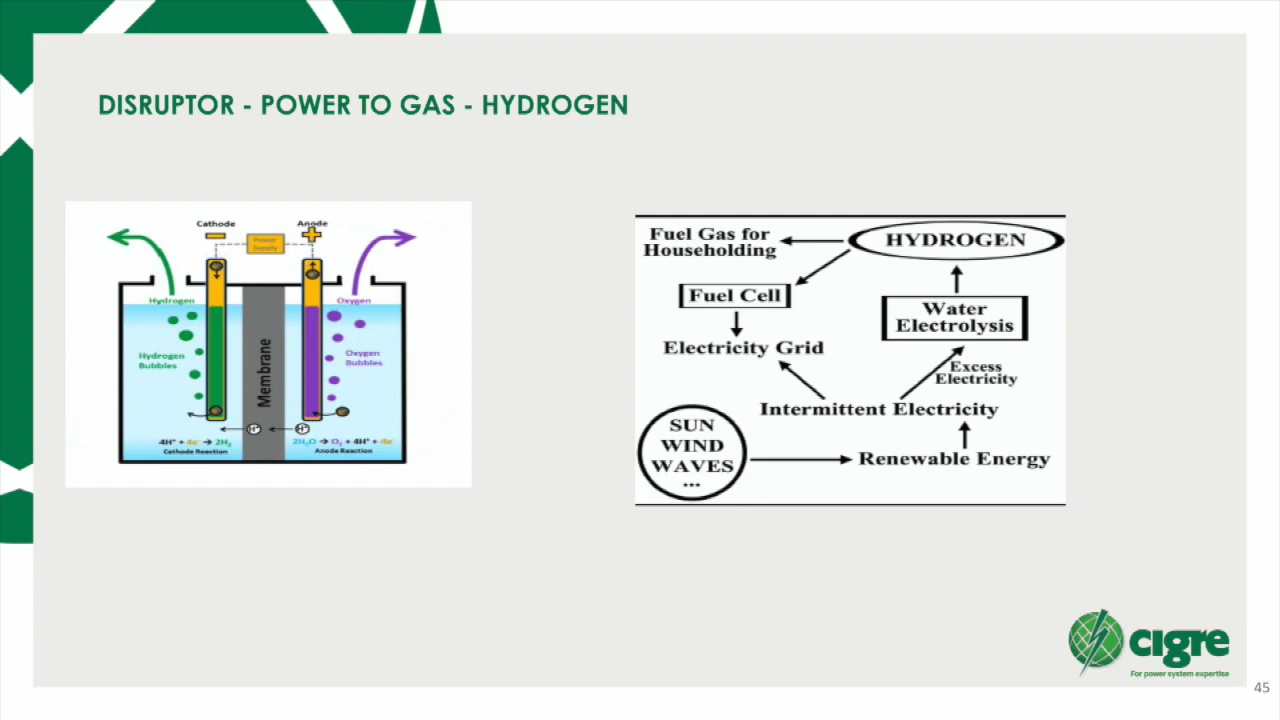 DISRUPTOR - POWER TO GAS - HYDROGEN
Cathode
Anode
Power
Supply
Hydrogen
Oxygen
Hydrogen
Bubbles
Oxygen
Bubbles
Membrane
H⁺
H⁺
4H⁺ + 4e⁻ → 2H₂
Cathode Reaction
2H₂O → O₂ + 4H⁺ + 4e⁻
Anode Reaction
Fuel Gas for
Householding
HYDROGEN
Fuel Cell
Water
Electrolysis
Electricity Grid
Excess
Electricity
Intermittent Electricity
SUN
WIND
WAVES
...
Renewable Energy
cigre
For power system expertise
45